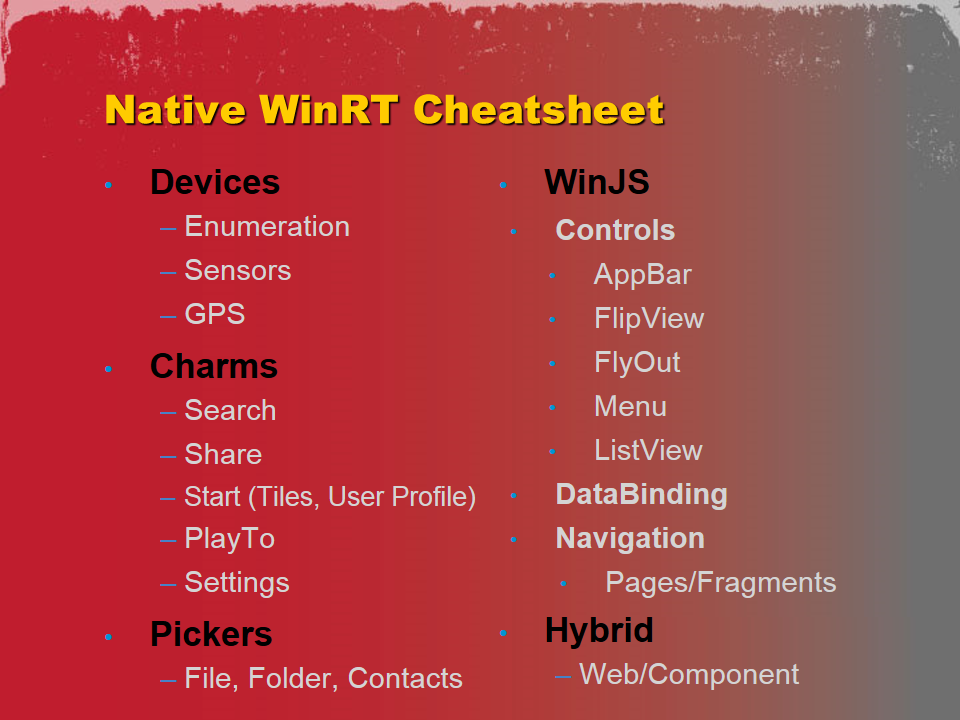 Native WinRT Cheatsheet
• Devices
– Enumeration
– Sensors
– GPS
• Charms
– Search
– Share
– Start (Tiles, User Profile)
– PlayTo
– Settings
• Pickers
– File, Folder, Contacts
• WinJS
• Controls
• AppBar
• FlipView
• FlyOut
• Menu
• ListView
• DataBinding
• Navigation
• Pages/Fragments
• Hybrid
– Web/Component